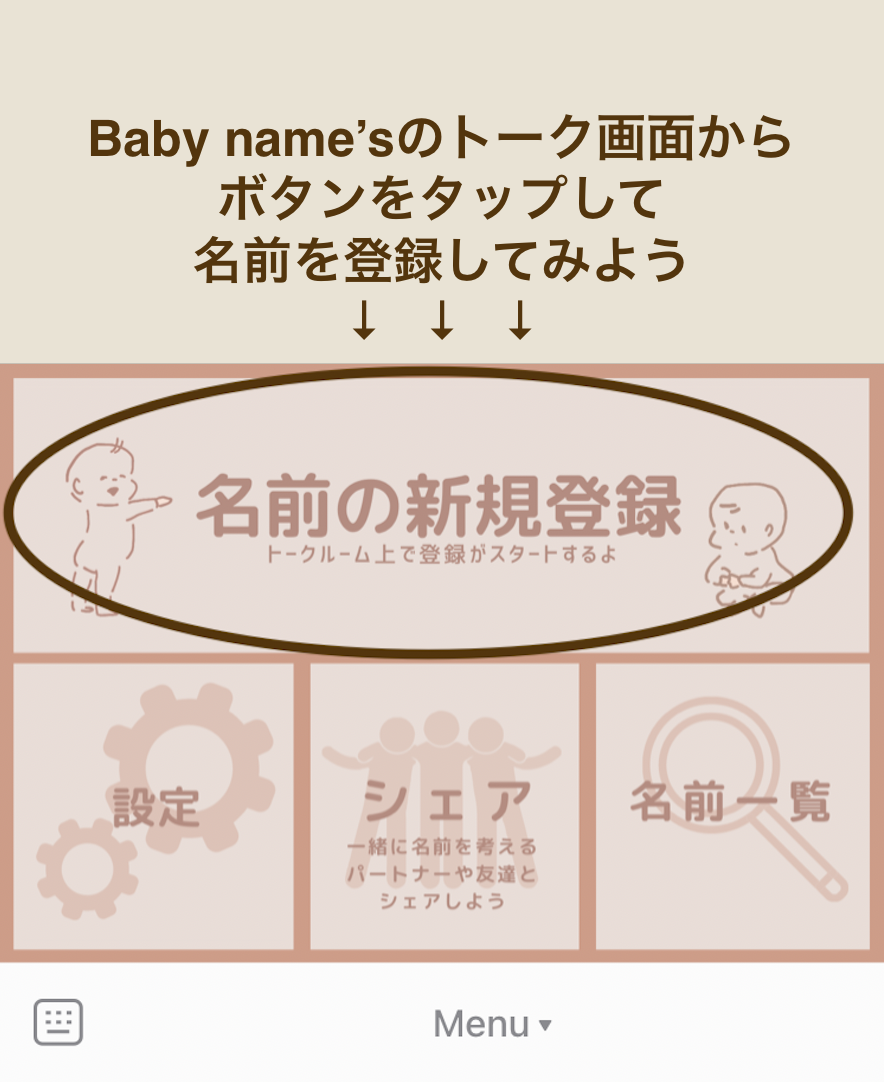 Baby name’sのトーク画面から
ボタンをタップして
名前を登録してみよう
↓ ↓ ↓
名前の新規登録
トークルーム上で登録がスタートするよ
設定
シェア
一緒に名前を考える
パートナーや友達と
シェアしよう
名前一覧
Menu ▾